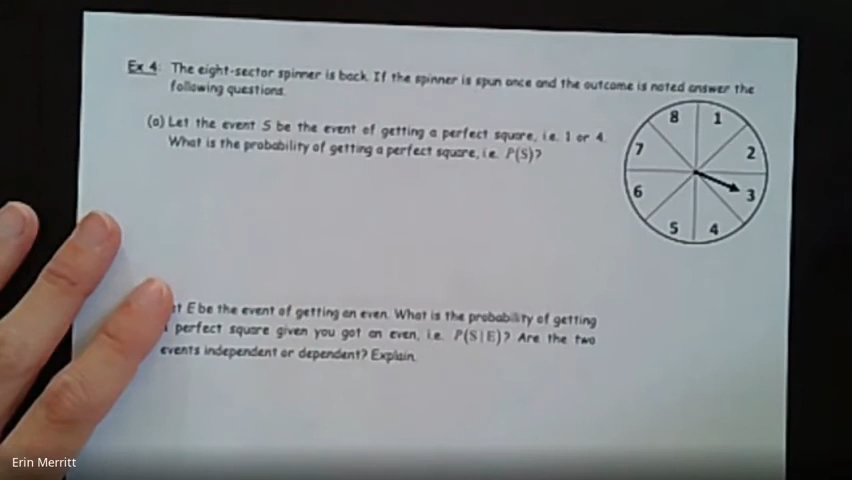 Ex 4: The eight-sector spinner is back. If the spinner is spun once and the outcome is noted answer the
following questions.
(a) Let the event S be the event of getting a perfect square, i.e. 1 or 4.
What is the probability of getting a perfect square, i.e. P(S)?
8 1
7 2
6 3
5 4
E be the event of getting an even. What is the probability of getting
perfect square given you got an even, i.e. P(S|E)? Are the two
events independent or dependent? Explain.
Erin Merritt